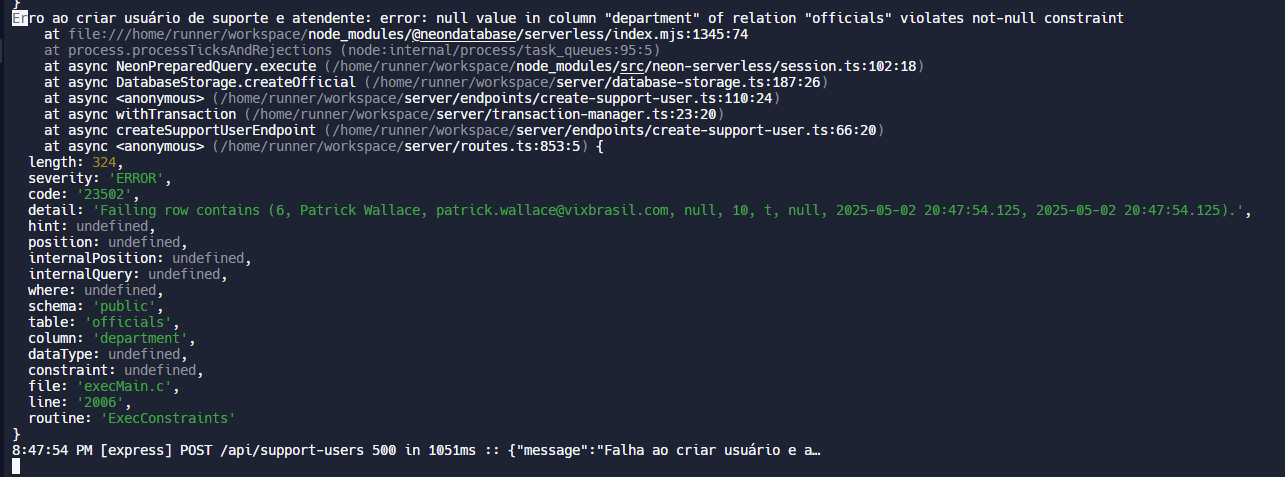 }
Erro ao criar usuário de suporte e atendente: error: null value in column "department" of relation "officials" violates not-null constraint
    at file:///home/runner/workspace/node_modules/@neondatabase/serverless/index.mjs:1345:74
    at process.processTicksAndRejections (node:internal/process/task_queues:95:5)
    at async NeonPreparedQuery.execute (/home/runner/workspace/node_modules/src/neon-serverless/session.ts:102:18)
    at async DatabaseStorage.createOfficial (/home/runner/workspace/server/database-storage.ts:187:26)
    at async <anonymous> (/home/runner/workspace/server/endpoints/create-support-user.ts:110:24)
    at async withTransaction (/home/runner/workspace/server/transaction-manager.ts:23:20)
    at async createSupportUserEndpoint (/home/runner/workspace/server/endpoints/create-support-user.ts:66:20)
    at async <anonymous> (/home/runner/workspace/server/routes.ts:853:5) {
  length: 324,
  severity: 'ERROR',
  code: '23502',
  detail: 'Failing row contains (6, Patrick Wallace, patrick.wallace@vixbrasil.com, null, 10, t, null, 2025-05-02 20:47:54.125, 2025-05-02 20:47:54.125).',
  hint: undefined,
  position: undefined,
  internalPosition: undefined,
  internalQuery: undefined,
  where: undefined,
  schema: 'public',
  table: 'officials',
  column: 'department',
  dataType: undefined,
  constraint: undefined,
  file: 'execMain.c',
  line: '2006',
  routine: 'ExecConstraints'
}
8:47:54 PM [express] POST /api/support-users 500 in 1051ms :: {"message":"Falha ao criar usuário e a…